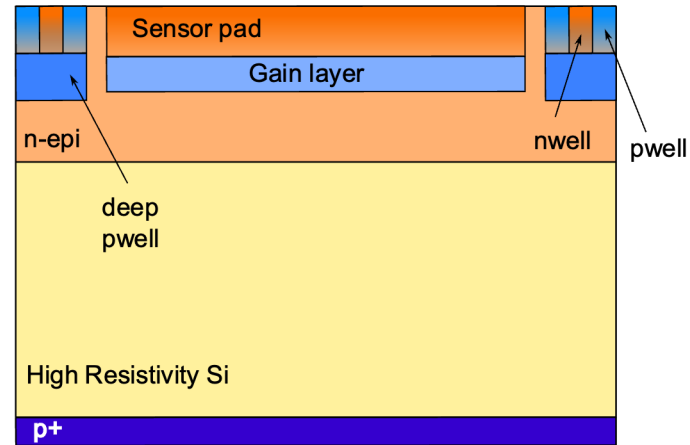 Sensor pad
Gain layer
n-epi
nwell
pwell
deep
pwell
High Resistivity Si
p+